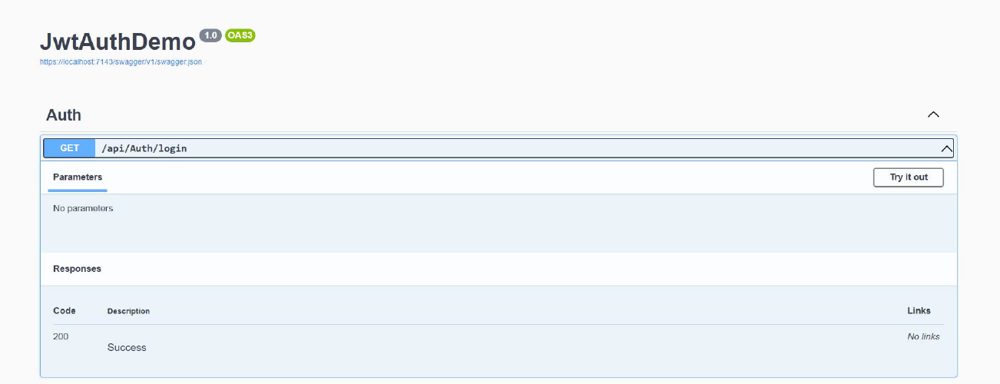 JwtAuthDemo 1.0 OAS3
https://localhost:7143/swagger/v1/swagger.json
Auth
GET /api/Auth/login
Parameters Try it out
No parameters
Responses
Code Description Links
200 Success No links